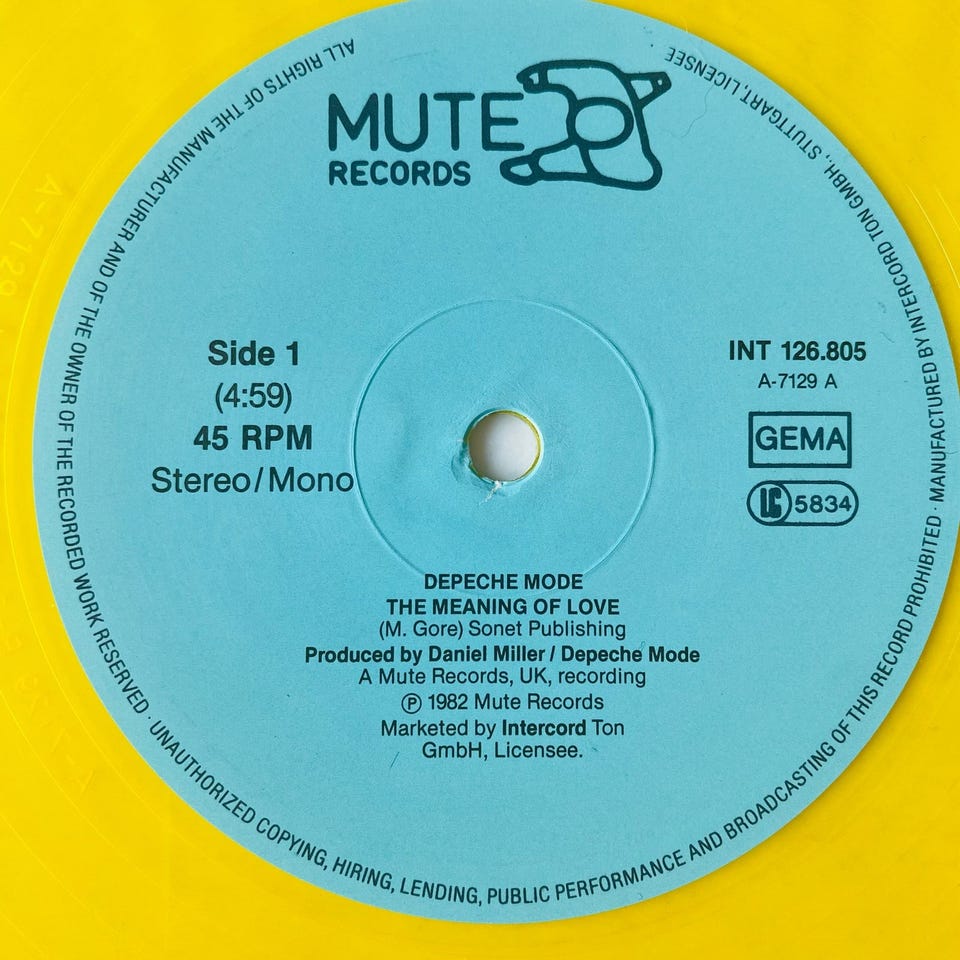 MUTE
RECORDS
Side 1
(4:59)
45 RPM
Stereo/Mono
INT 126.805
A-7129 A
GEMA
LC 5834
DEPECHE MODE
THE MEANING OF LOVE
(M. Gore) Sonet Publishing
Produced by Daniel Miller / Depeche Mode
A Mute Records, UK, recording
Ⓟ 1982 Mute Records
Marketed by Intercord Ton
GmbH, Licensee.
ALL RIGHTS OF THE MANUFACTURER AND OF THE OWNER OF THE RECORDED WORK RESERVED · UNAUTHORIZED COPYING, HIRING, LENDING, PUBLIC PERFORMANCE AND BROADCASTING OF THIS RECORD PROHIBITED · MANUFACTURED BY INTERCORD TON GMBH., STUTTGART, LICENSEE
A-7129